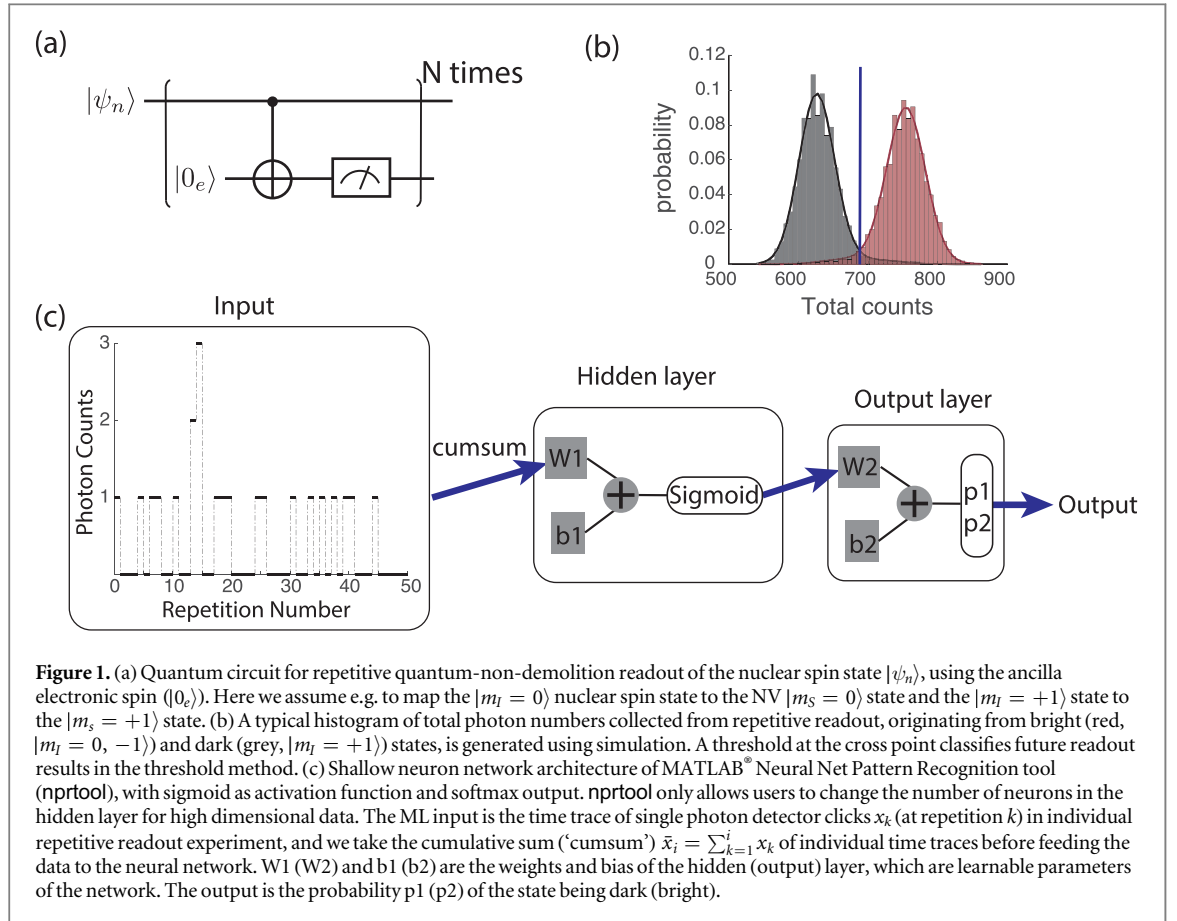 (a)
N times
|ψn⟩
|0e⟩
(b)
0.12
0.1
0.08
0.06
0.04
0.02
0
probability
500 600 700 800 900
Total counts
(c)
Input
3
2
1
Photon Counts
0 10 20 30 40 50
Repetition Number
cumsum
Hidden layer
W1
+
b1
Sigmoid
Output layer
W2
+
b2
p1
p2
Output
Figure 1. (a) Quantum circuit for repetitive quantum-non-demolition readout of the nuclear spin state |ψn⟩, using the ancilla
electronic spin (|0e⟩). Here we assume e.g. to map the |mI = 0⟩ nuclear spin state to the NV |mS = 0⟩ state and the |mI = +1⟩ state to
the |ms = +1⟩ state. (b) A typical histogram of total photon numbers collected from repetitive readout, originating from bright (red,
|mI = 0, −1⟩) and dark (grey, |mI = +1⟩) states, is generated using simulation. A threshold at the cross point classifies future readout
results in the threshold method. (c) Shallow neuron network architecture of MATLAB® Neural Net Pattern Recognition tool
(nprtool), with sigmoid as activation function and softmax output. nprtool only allows users to change the number of neurons in the
hidden layer for high dimensional data. The ML input is the time trace of single photon detector clicks xk (at repetition k) in individual
repetitive readout experiment, and we take the cumulative sum (‘cumsum’) x̄i = ∑ik=1 xk of individual time traces before feeding the
data to the neural network. W1 (W2) and b1 (b2) are the weights and bias of the hidden (output) layer, which are learnable parameters
of the network. The output is the probability p1 (p2) of the state being dark (bright).